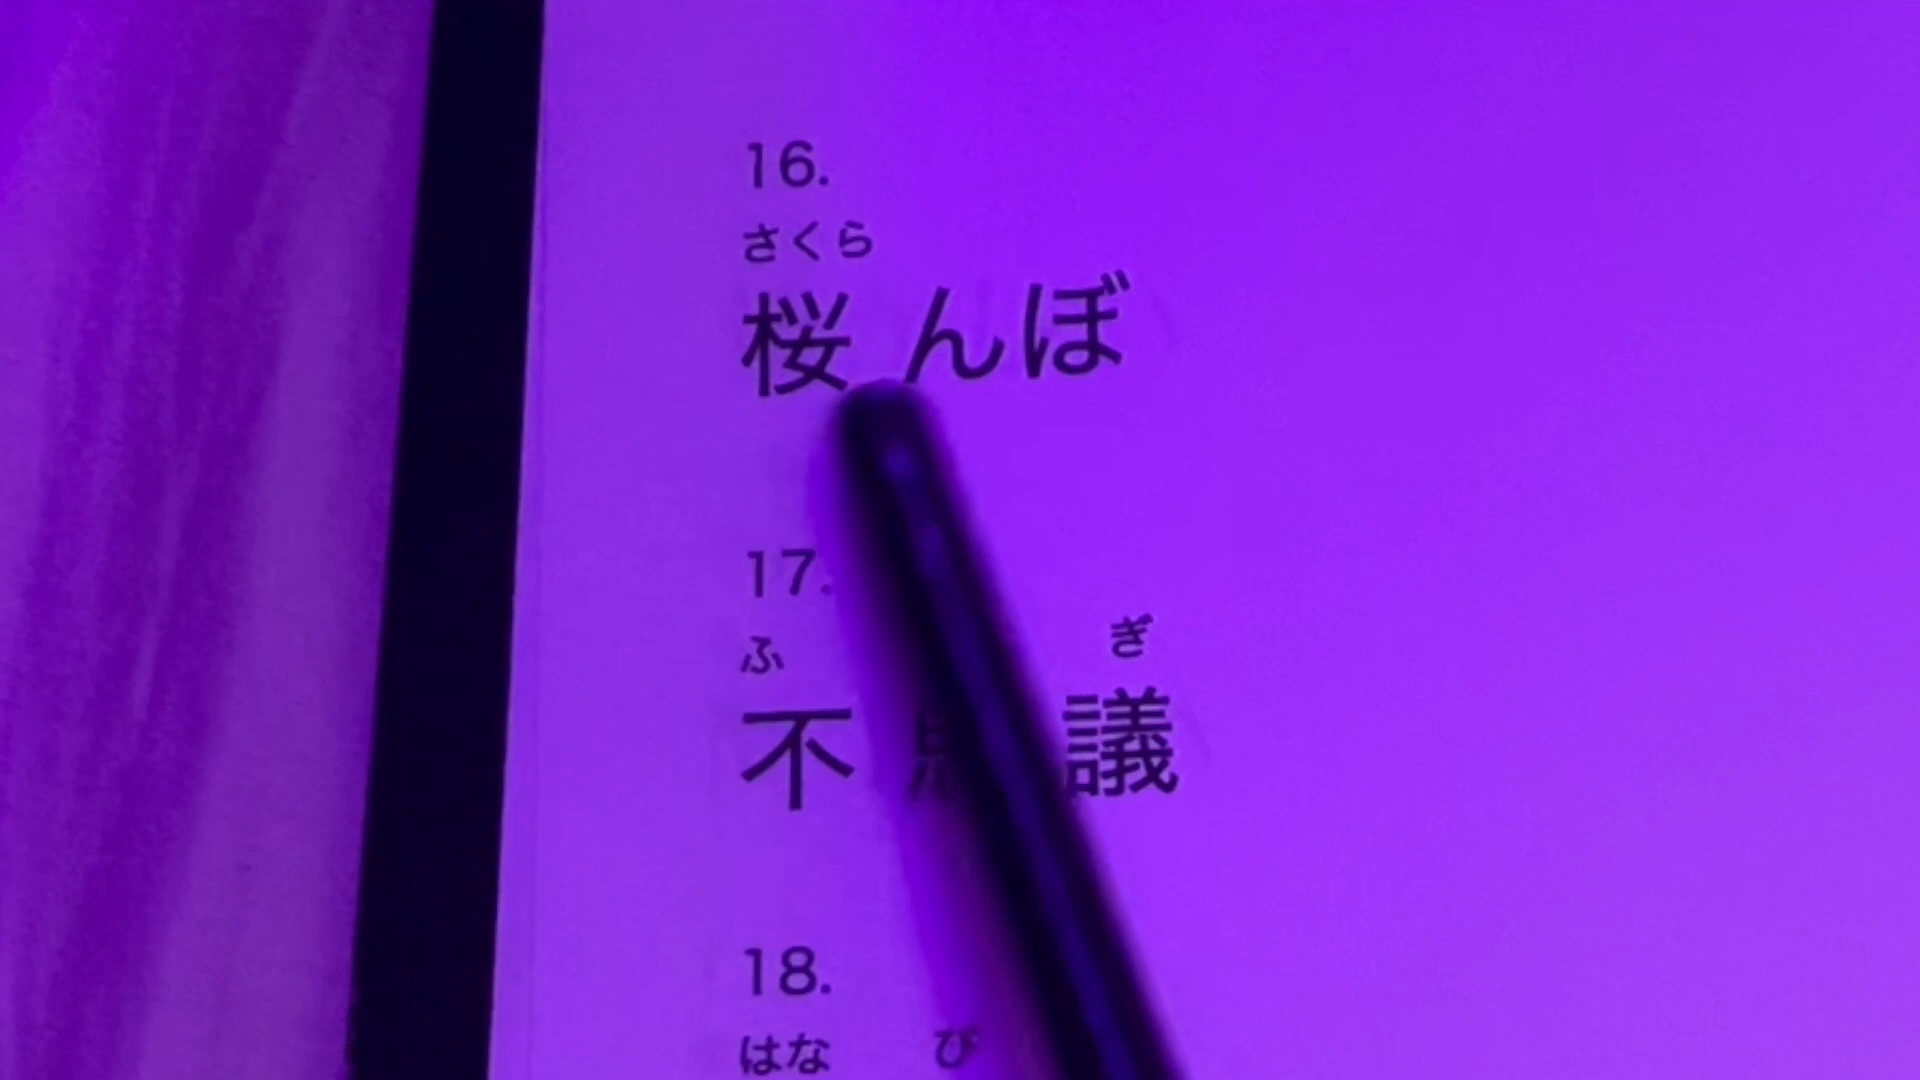 16.
さくら
桜んぼ
17.
ふ ぎ
不 議
18.
はな び